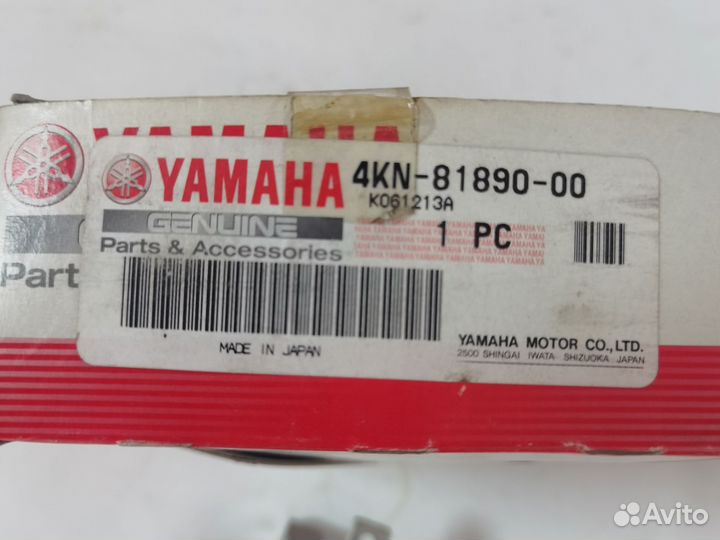 YAMAHA
YAMAHA 4KN-81890-00
K061213A
GENUINE
1 PC
Parts & Accessories
Part
MADE IN JAPAN
YAMAHA MOTOR CO., LTD.
2500 SHINGAI IWATA SHIZUOKA JAPAN
Avito